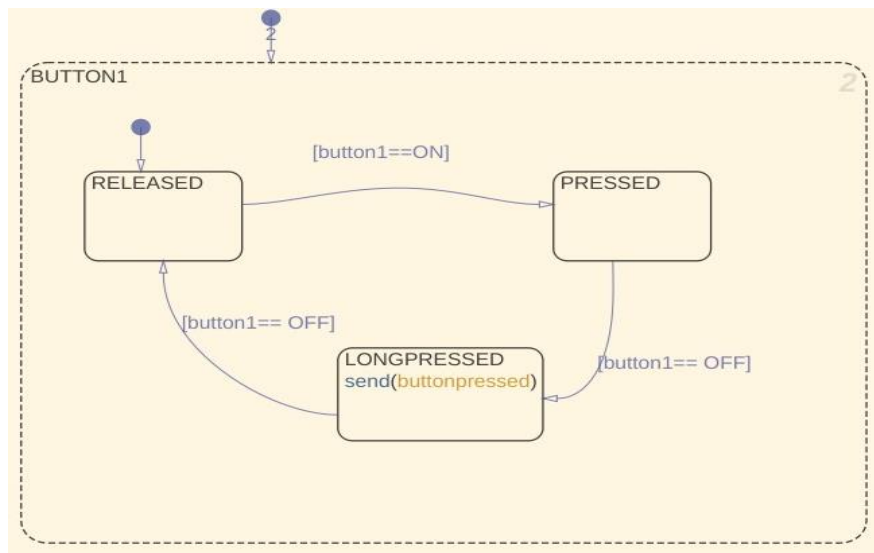 2
BUTTON1
2
[button1==ON]
RELEASED
PRESSED
[button1== OFF]
[button1== OFF]
LONGPRESSED
send(buttonpressed)